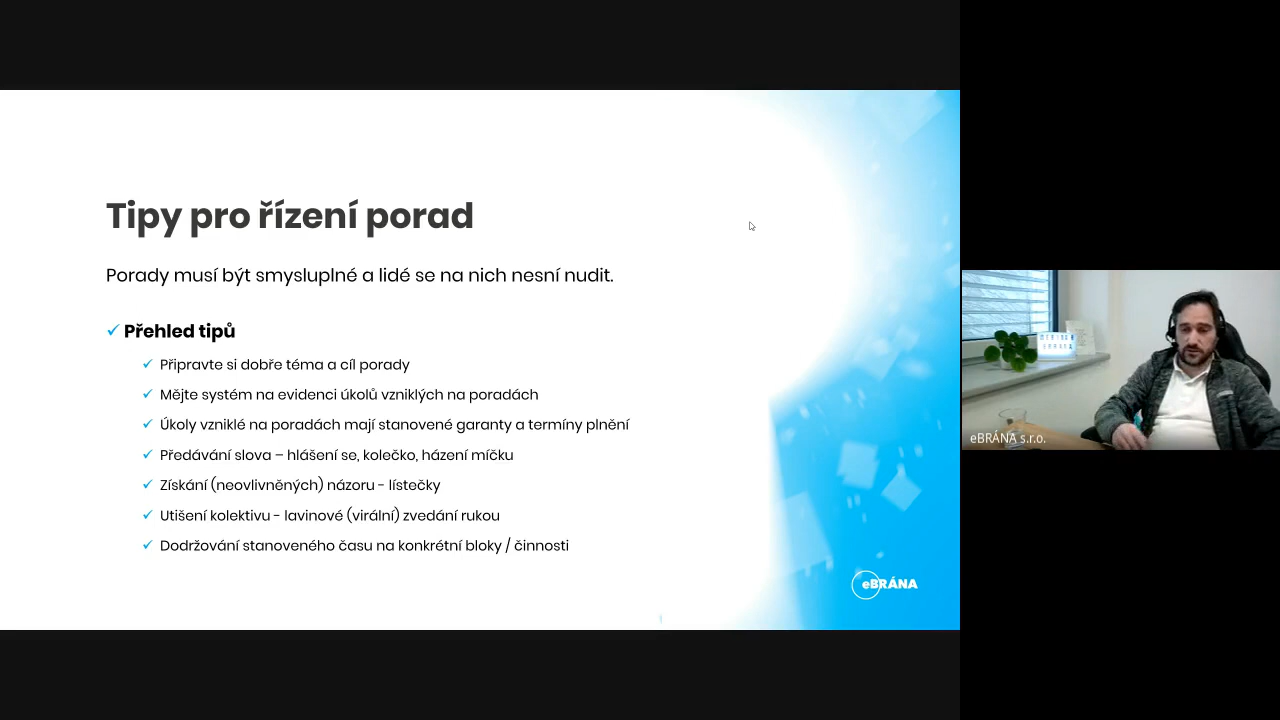 Tipy pro řízení porad
Porady musí být smysluplné a lidé se na nich nesní nudit.
Přehled tipů
Připravte si dobře téma a cíl porady
Mějte systém na evidenci úkolů vzniklých na poradách
Úkoly vzniklé na poradách mají stanovené garanty a termíny plnění
Předávání slova – hlášení se, kolečko, házení míčku
Získání (neovlivněných) názoru - lístečky
Utišení kolektivu - lavinové (virální) zvedání rukou
Dodržování stanoveného času na konkrétní bloky / činnosti
eBRÁNA
eBRÁNA s.r.o.